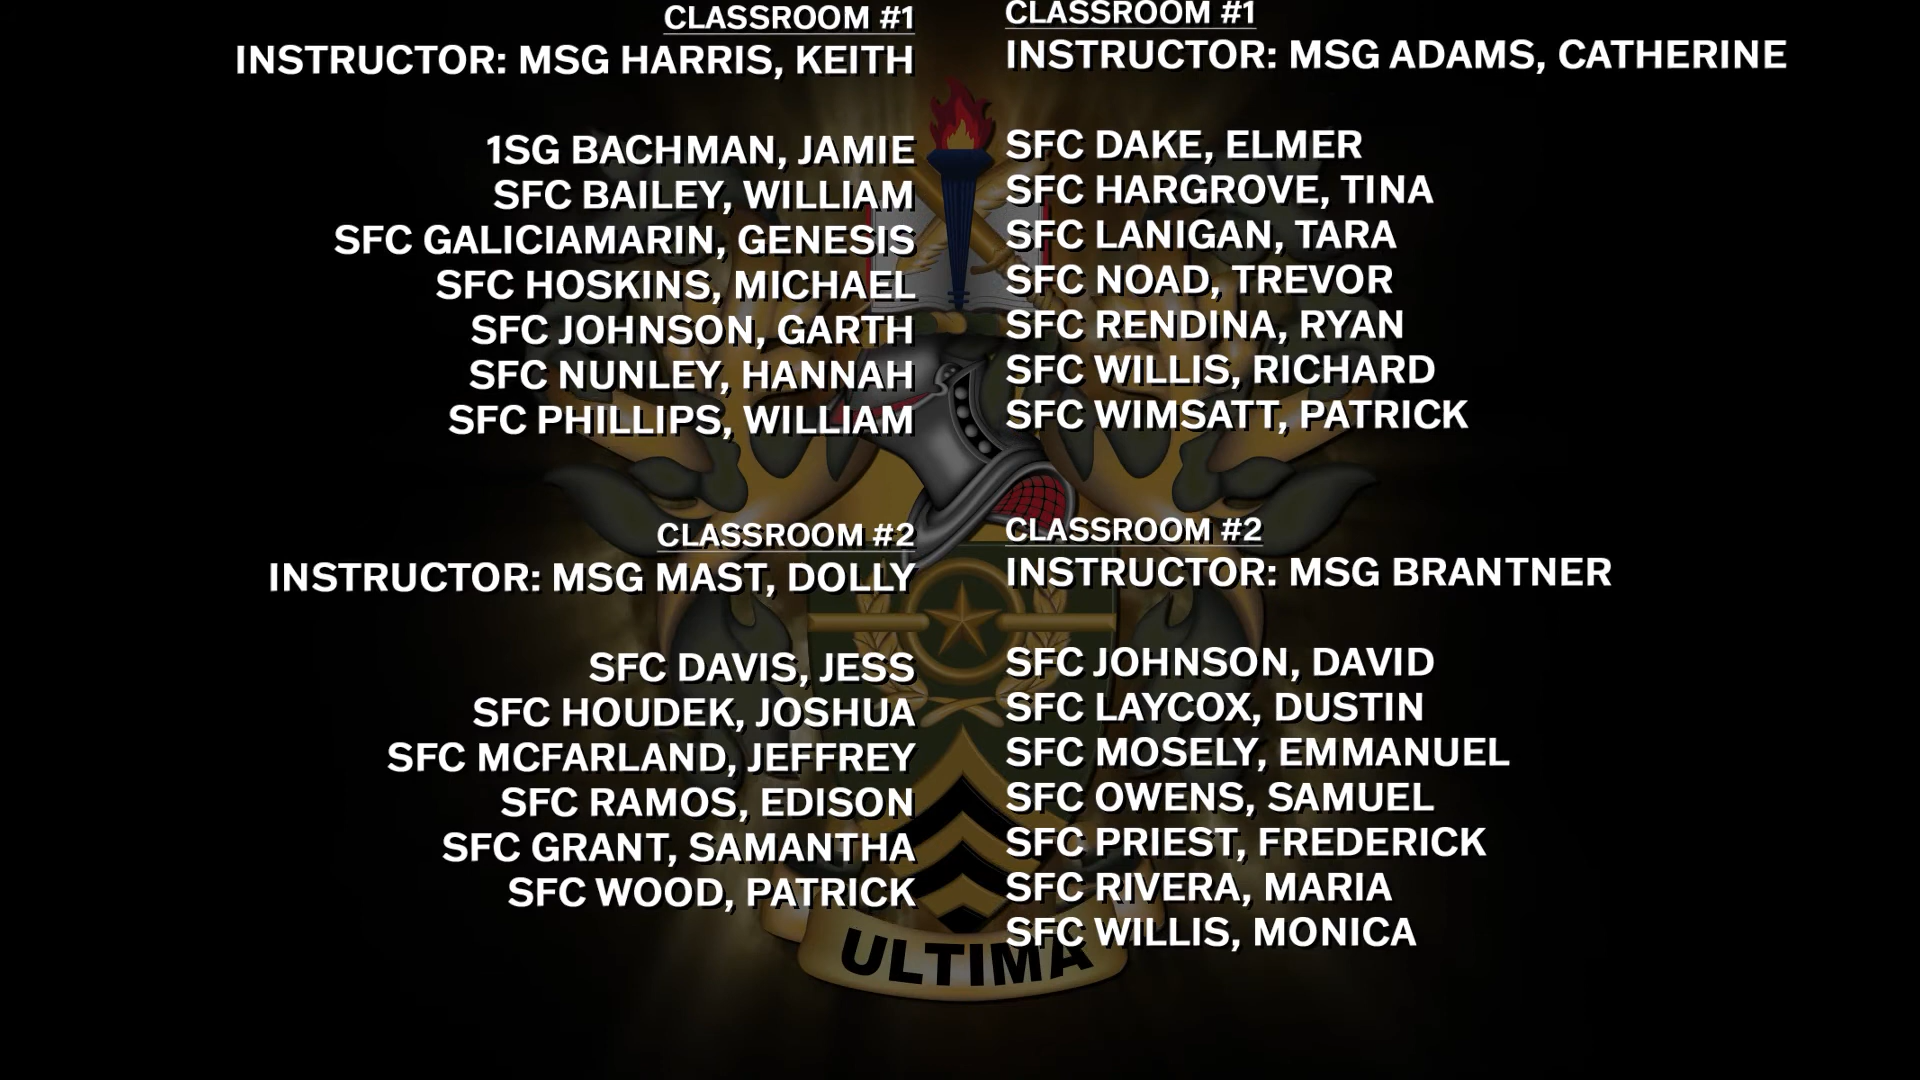 CLASSROOM #1
INSTRUCTOR: MSG HARRIS, KEITH
1SG BACHMAN, JAMIE
SFC BAILEY, WILLIAM
SFC GALICIAMARIN, GENESIS
SFC HOSKINS, MICHAEL
SFC JOHNSON, GARTH
SFC NUNLEY, HANNAH
SFC PHILLIPS, WILLIAM
CLASSROOM #2
INSTRUCTOR: MSG MAST, DOLLY
SFC DAVIS, JESS
SFC HOUDEK, JOSHUA
SFC MCFARLAND, JEFFREY
SFC RAMOS, EDISON
SFC GRANT, SAMANTHA
SFC WOOD, PATRICK
CLASSROOM #1
INSTRUCTOR: MSG ADAMS, CATHERINE
SFC DAKE, ELMER
SFC HARGROVE, TINA
SFC LANIGAN, TARA
SFC NOAD, TREVOR
SFC RENDINA, RYAN
SFC WILLIS, RICHARD
SFC WIMSATT, PATRICK
CLASSROOM #2
INSTRUCTOR: MSG BRANTNER
SFC JOHNSON, DAVID
SFC LAYCOX, DUSTIN
SFC MOSELY, EMMANUEL
SFC OWENS, SAMUEL
SFC PRIEST, FREDERICK
SFC RIVERA, MARIA
SFC WILLIS, MONICA
ULTIMA